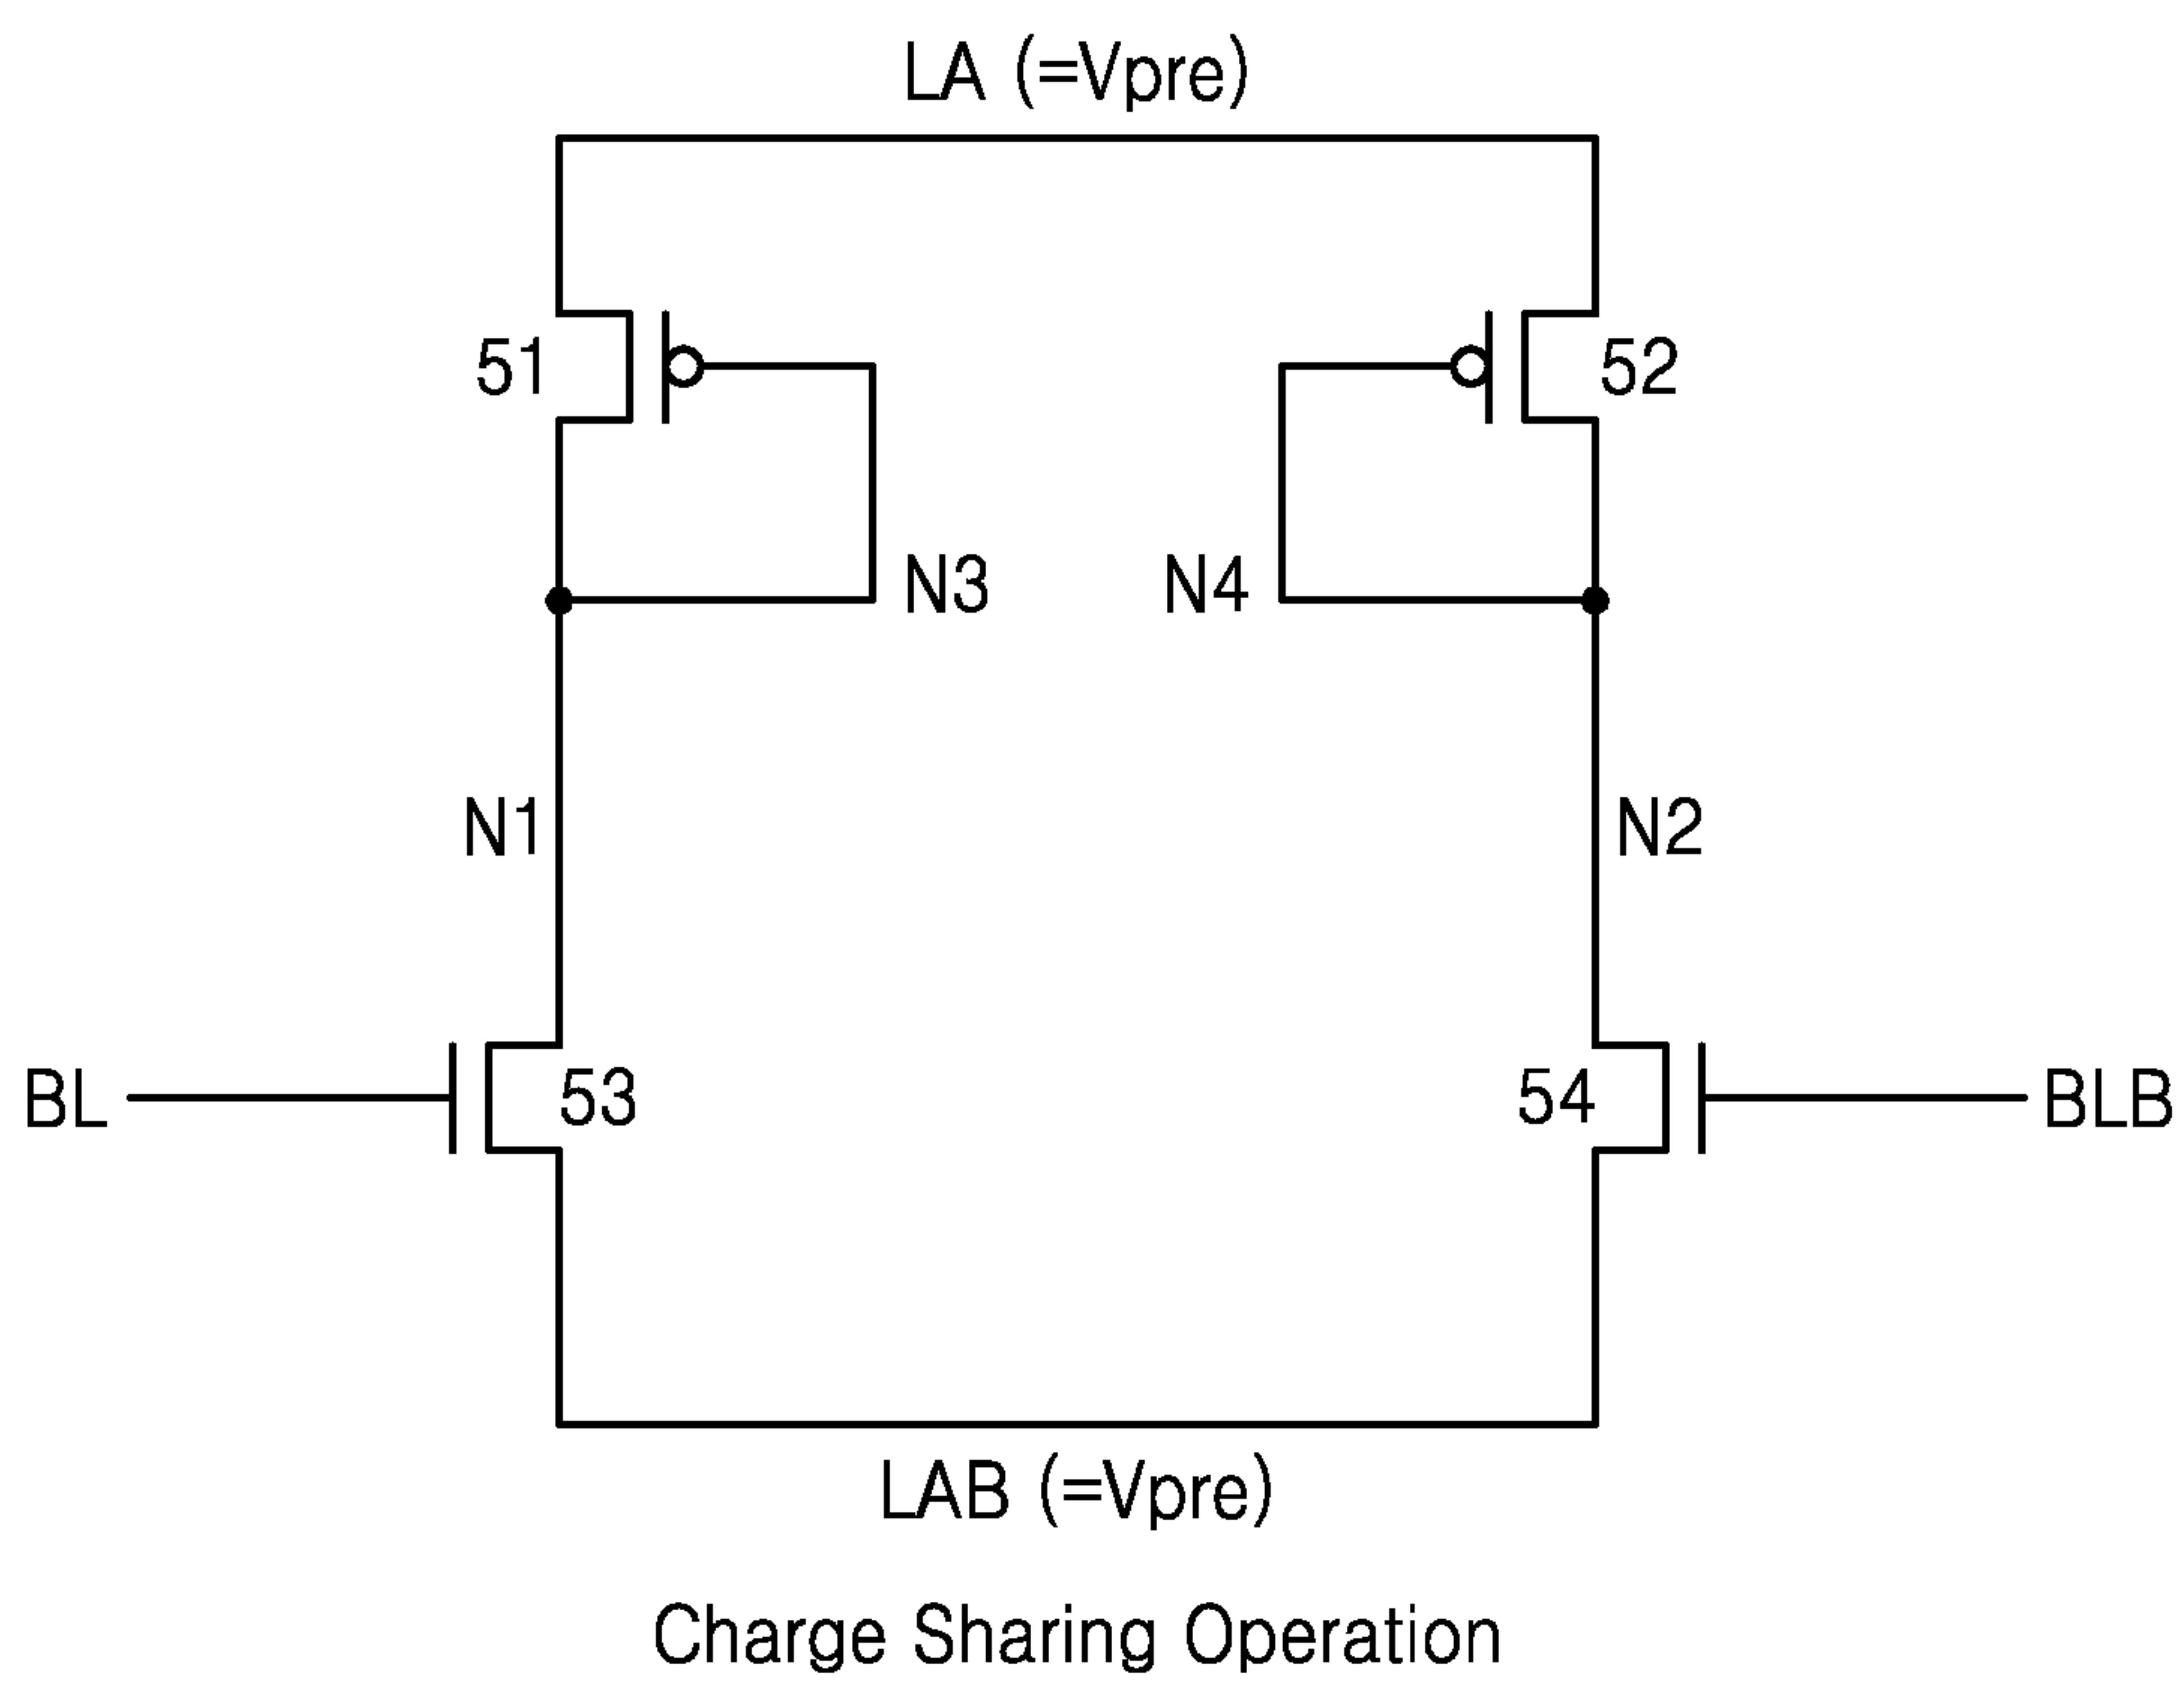 LA (=Vpre)
51
52
N3
N4
N1
N2
BL
53
54
BLB
LAB (=Vpre)
Charge Sharing Operation